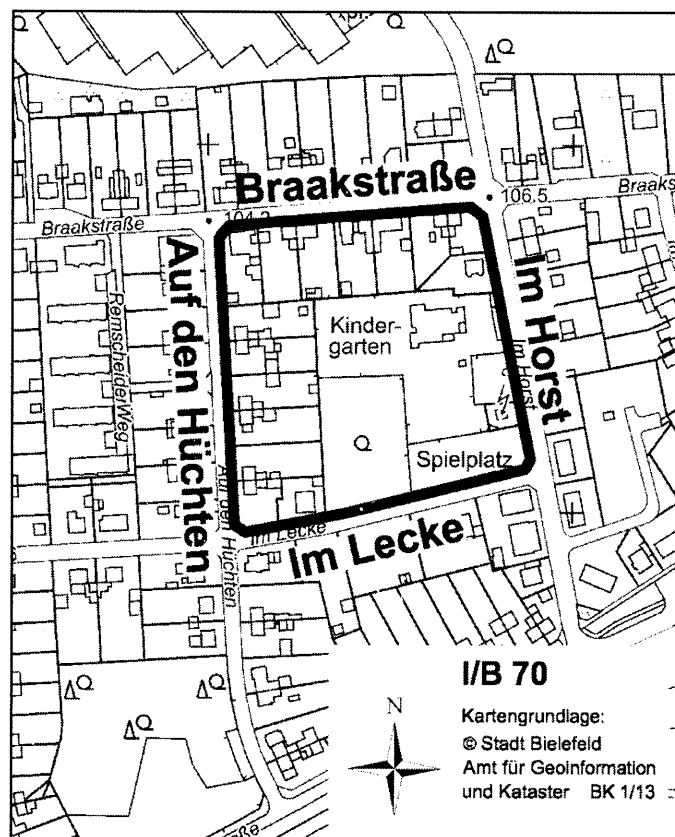 Braakstraße
106.5
Braaks
Braakstraße
104.2
Auf den Hüchten
Im Horst
Remscheider Weg
Kinder-
garten
Im Horst
Spielplatz
Auf den Hüchten
Im Lecke
Im Lecke
I/B 70
N
Kartengrundlage:
© Stadt Bielefeld
Amt für Geoinformation
und Kataster BK 1/13
aße